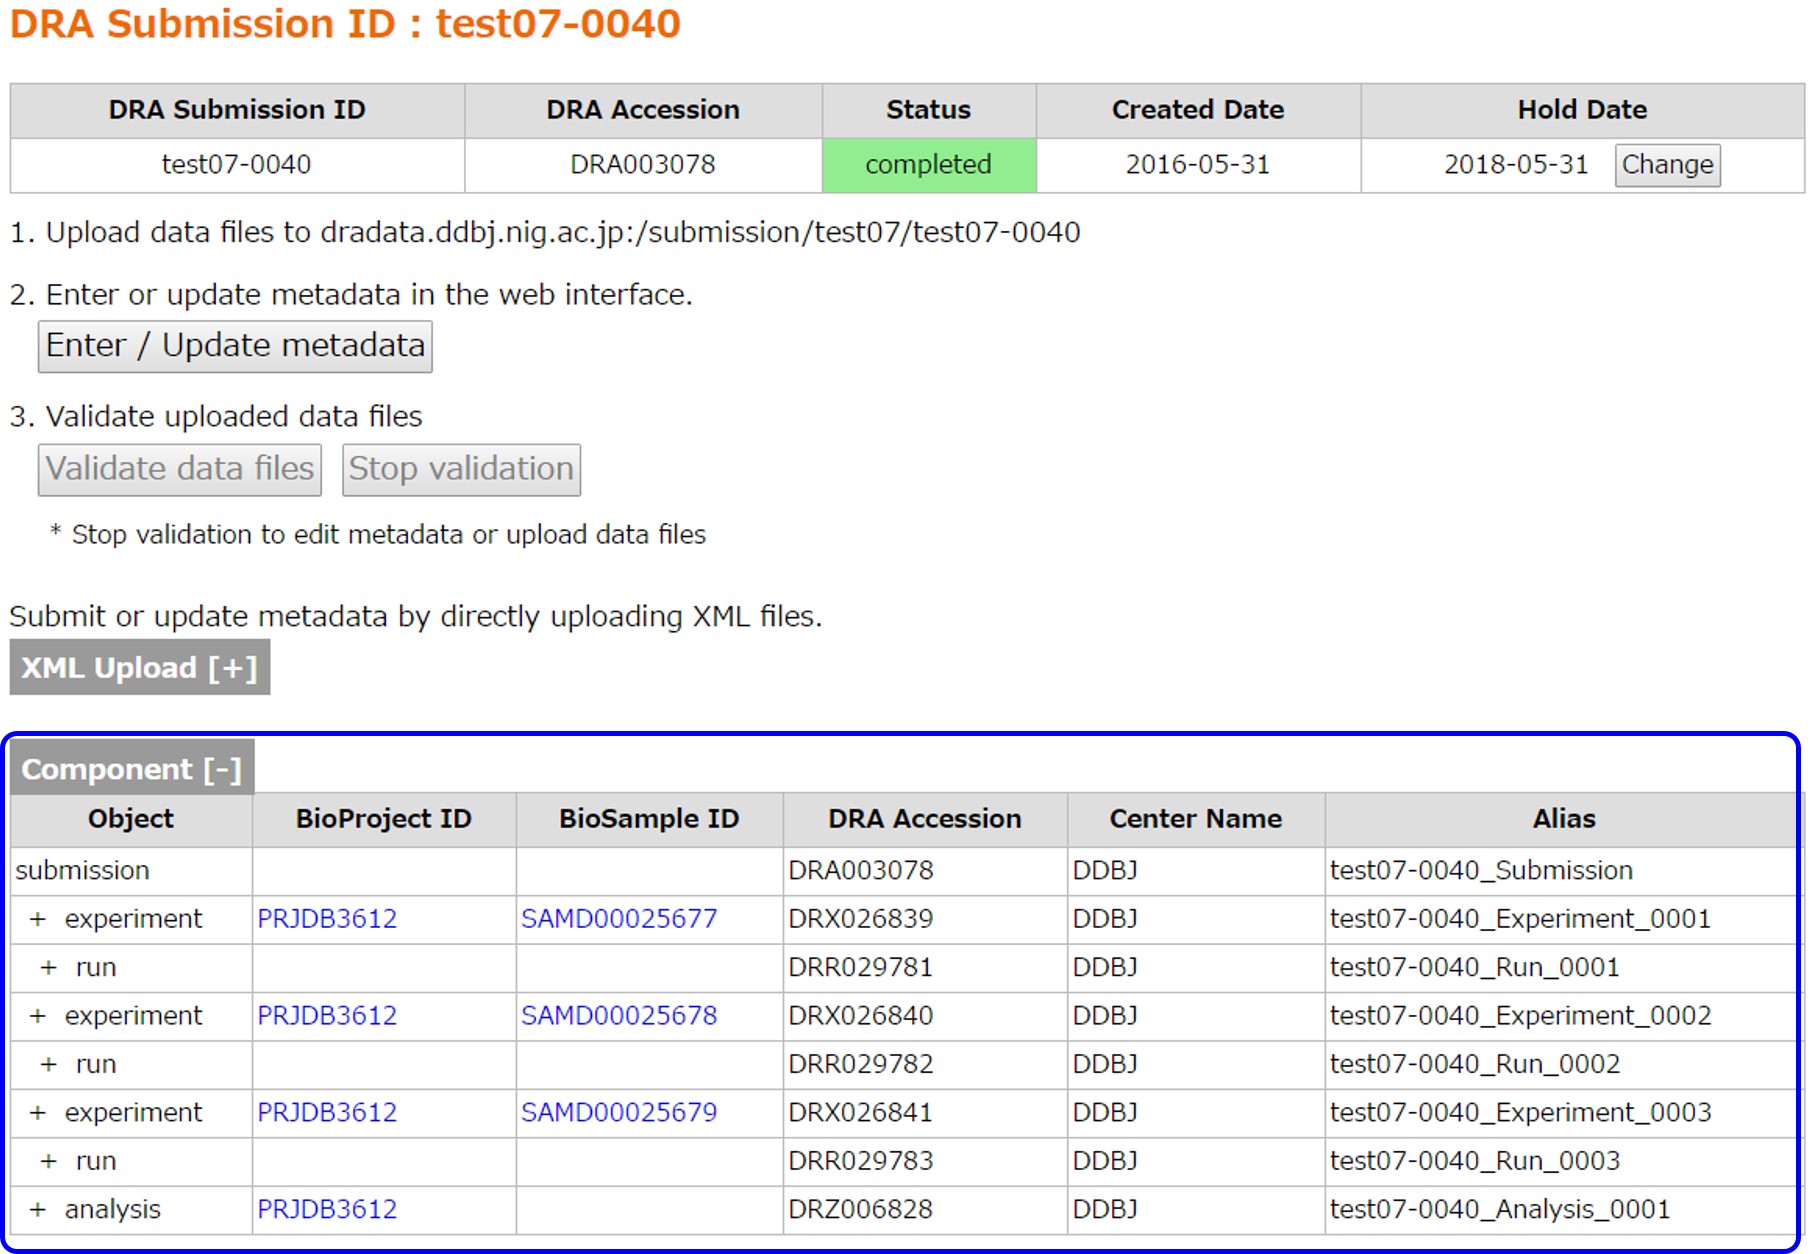 DRA Submission ID : test07-0040
DRA Submission ID DRA Accession Status Created Date Hold Date
test07-0040 DRA003078 completed 2016-05-31 2018-05-31 Change
1. Upload data files to dradata.ddbj.nig.ac.jp:/submission/test07/test07-0040
2. Enter or update metadata in the web interface.
Enter / Update metadata
3. Validate uploaded data files
Validate data files Stop validation
* Stop validation to edit metadata or upload data files
Submit or update metadata by directly uploading XML files.
XML Upload [+]
Component [-]
Object BioProject ID BioSample ID DRA Accession Center Name Alias
submission DRA003078 DDBJ test07-0040_Submission
+ experiment PRJDB3612 SAMD00025677 DRX026839 DDBJ test07-0040_Experiment_0001
+ run DRR029781 DDBJ test07-0040_Run_0001
+ experiment PRJDB3612 SAMD00025678 DRX026840 DDBJ test07-0040_Experiment_0002
+ run DRR029782 DDBJ test07-0040_Run_0002
+ experiment PRJDB3612 SAMD00025679 DRX026841 DDBJ test07-0040_Experiment_0003
+ run DRR029783 DDBJ test07-0040_Run_0003
+ analysis PRJDB3612 DRZ006828 DDBJ test07-0040_Analysis_0001